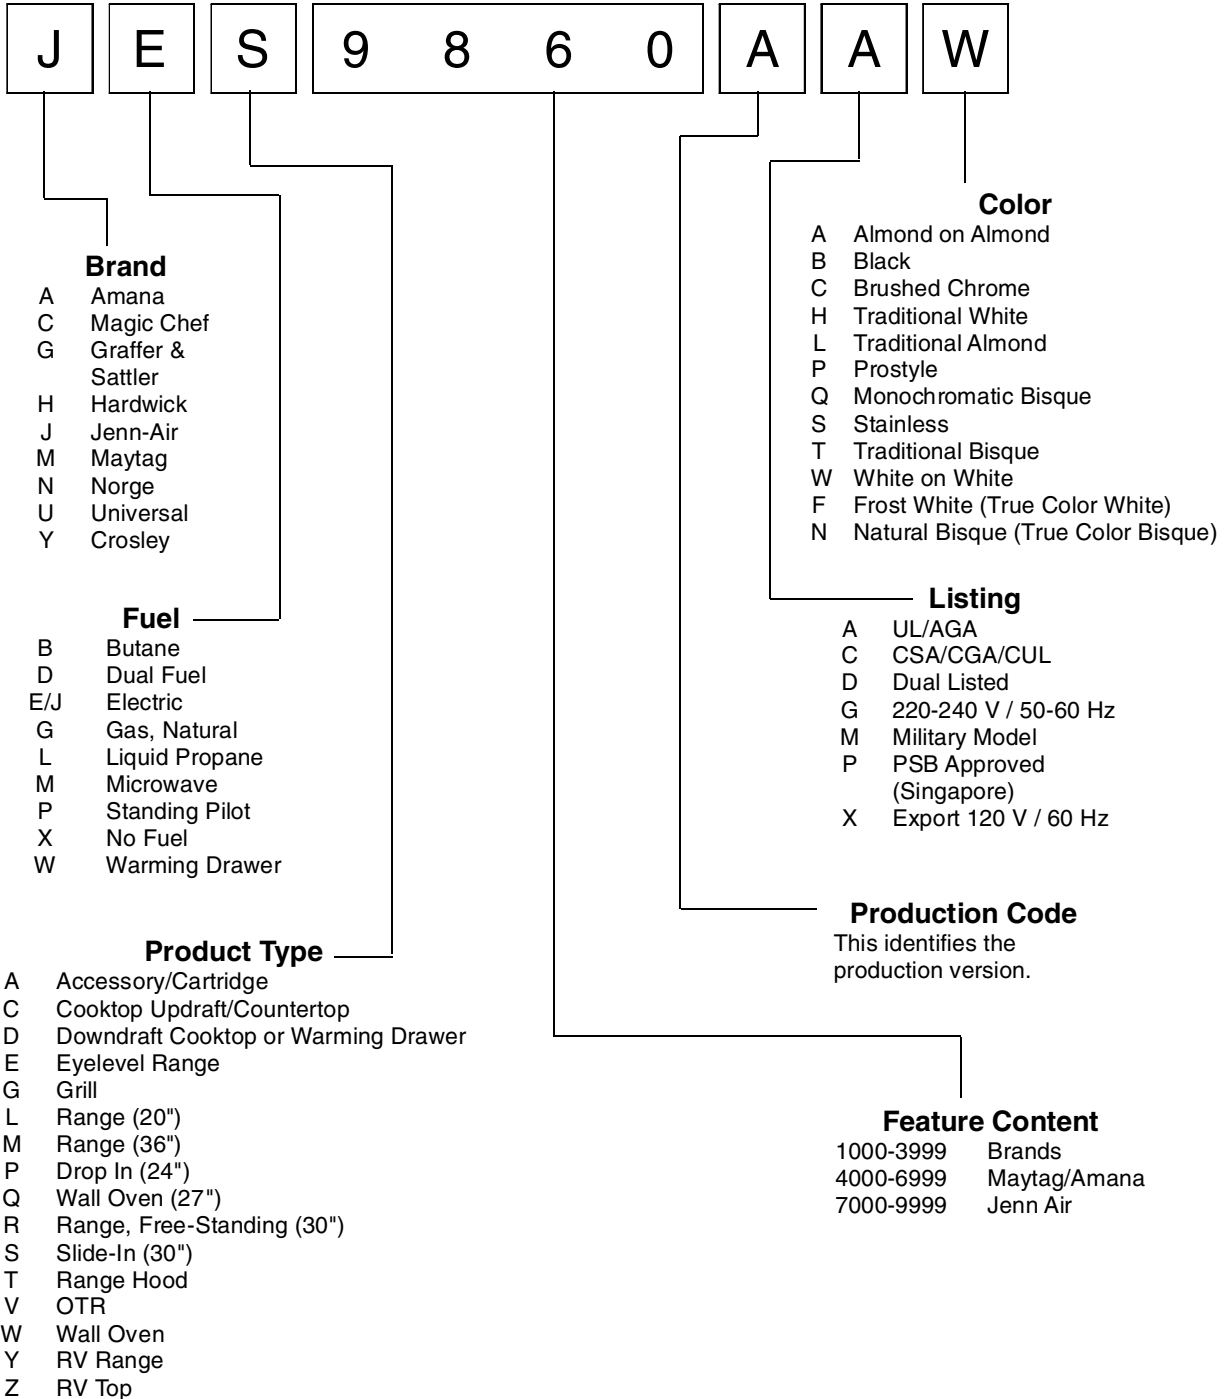 J E S 9 8 6 0 A A W
Brand
A Amana
C Magic Chef
G Graffer &
Sattler
H Hardwick
J Jenn-Air
M Maytag
N Norge
U Universal
Y Crosley
Fuel
B Butane
D Dual Fuel
E/J Electric
G Gas, Natural
L Liquid Propane
M Microwave
P Standing Pilot
X No Fuel
W Warming Drawer
Product Type
A Accessory/Cartridge
C Cooktop Updraft/Countertop
D Downdraft Cooktop or Warming Drawer
E Eyelevel Range
G Grill
L Range (20")
M Range (36")
P Drop In (24")
Q Wall Oven (27")
R Range, Free-Standing (30")
S Slide-In (30")
T Range Hood
V OTR
W Wall Oven
Y RV Range
Z RV Top
Color
A Almond on Almond
B Black
C Brushed Chrome
H Traditional White
L Traditional Almond
P Prostyle
Q Monochromatic Bisque
S Stainless
T Traditional Bisque
W White on White
F Frost White (True Color White)
N Natural Bisque (True Color Bisque)
Listing
A UL/AGA
C CSA/CGA/CUL
D Dual Listed
G 220-240 V / 50-60 Hz
M Military Model
P PSB Approved
(Singapore)
X Export 120 V / 60 Hz
Production Code
This identifies the
production version.
Feature Content
1000-3999 Brands
4000-6999 Maytag/Amana
7000-9999 Jenn Air